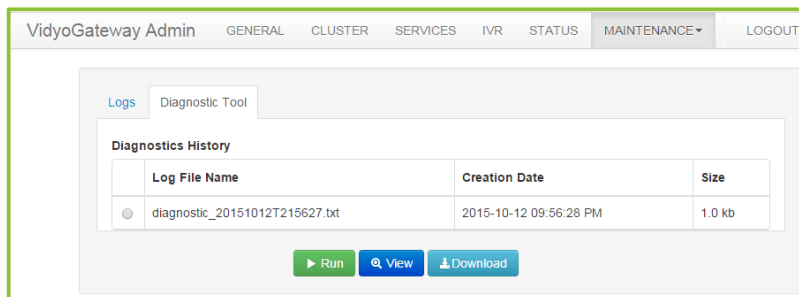 VidyoGateway Admin GENERAL CLUSTER SERVICES IVR STATUS MAINTENANCE LOGOUT
Logs Diagnostic Tool
Diagnostics History
Log File Name Creation Date Size
diagnostic_20151012T215627.txt 2015-10-12 09:56:28 PM 1.0 kb
Run View Download